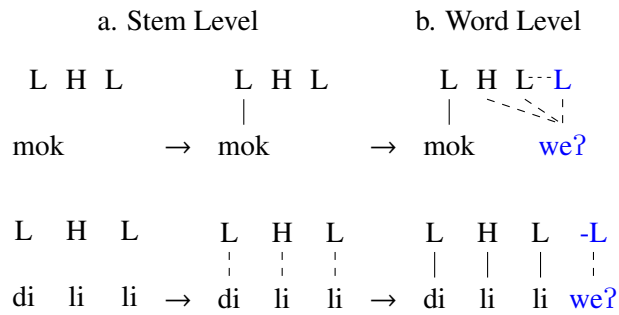 a. Stem Level b. Word Level
L H L L H L L H L L
mok → mok → mok weʔ
L H L L H L L H L -L
di li li → di li li → di li li weʔ